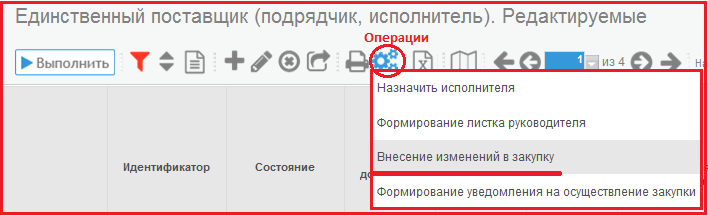 Единственный поставщик (подрядчик, исполнитель). Редактируемые
Операции
Выполнить
1 из 4
Назначить исполнителя
Формирование листка руководителя
Внесение изменений в закупку
Идентификатор Состояние
Формирование уведомления на осуществление закупки